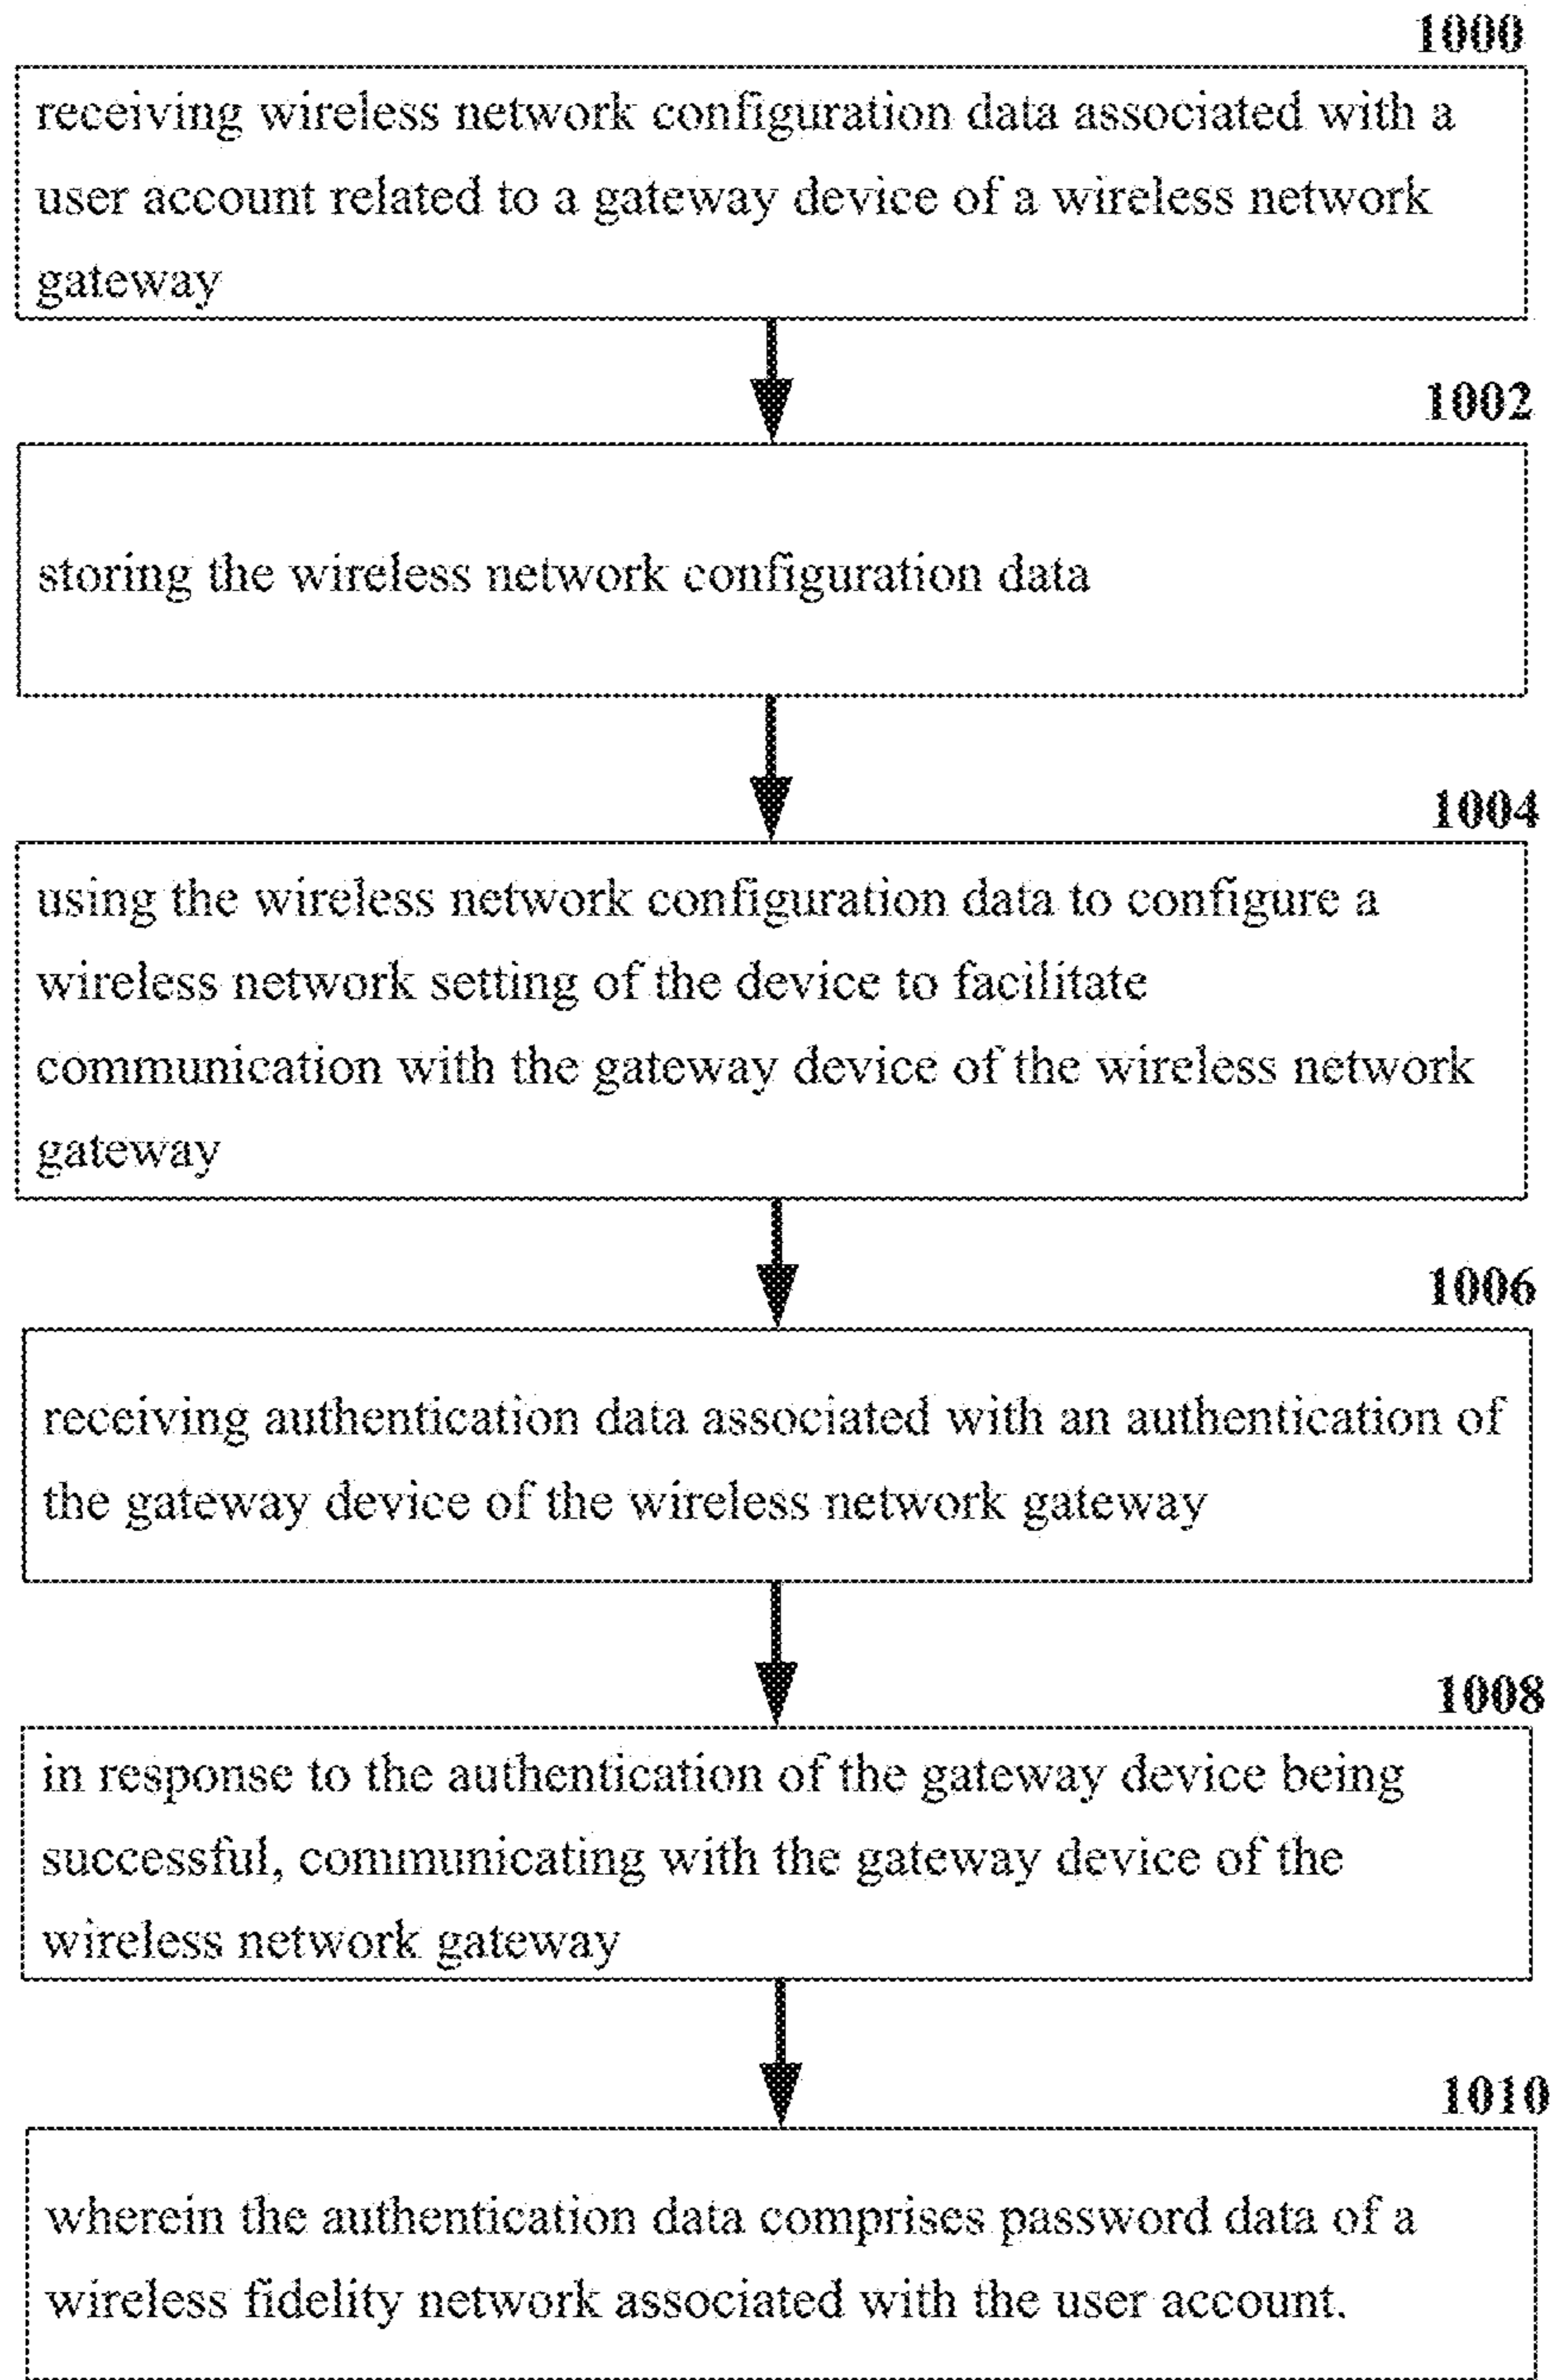 1000
receiving wireless network configuration data associated with a
user account related to a gateway device of a wireless network
gateway
1002
storing the wireless network configuration data
1004
using the wireless network configuration data to configure a
wireless network setting of the device to facilitate
communication with the gateway device of the wireless network
gateway
1006
receiving authentication data associated with an authentication of
the gateway device of the wireless network gateway
1008
in response to the authentication of the gateway device being
successful, communicating with the gateway device of the
wireless network gateway
1010
wherein the authentication data comprises password data of a
wireless fidelity network associated with the user account.